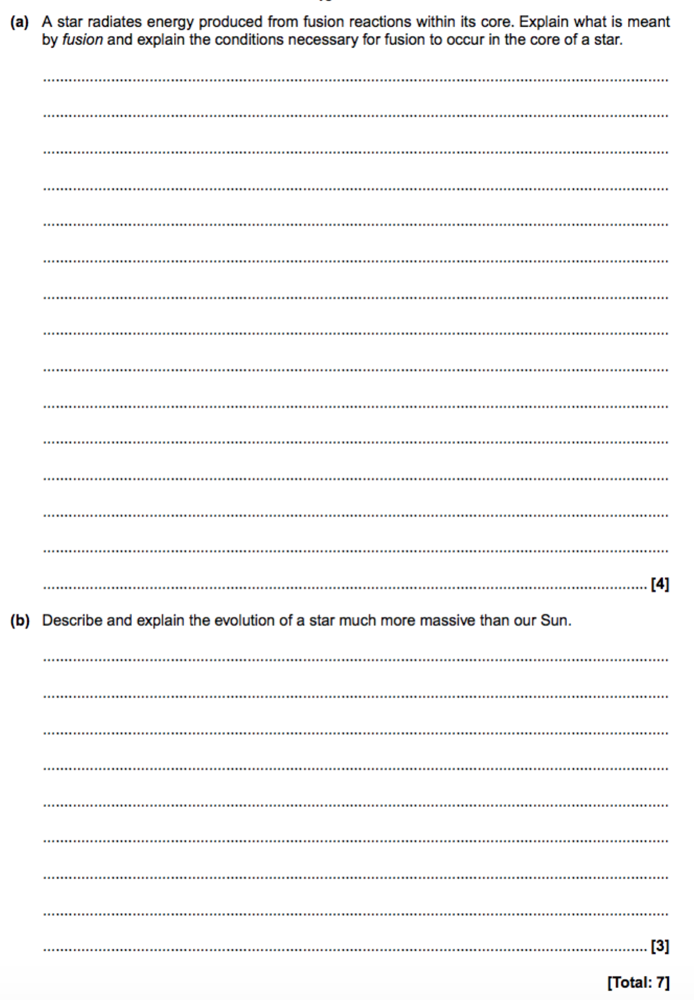 (a) A star radiates energy produced from fusion reactions within its core. Explain what is meant
by fusion and explain the conditions necessary for fusion to occur in the core of a star.
[4]
(b) Describe and explain the evolution of a star much more massive than our Sun.
[3]
[Total: 7]